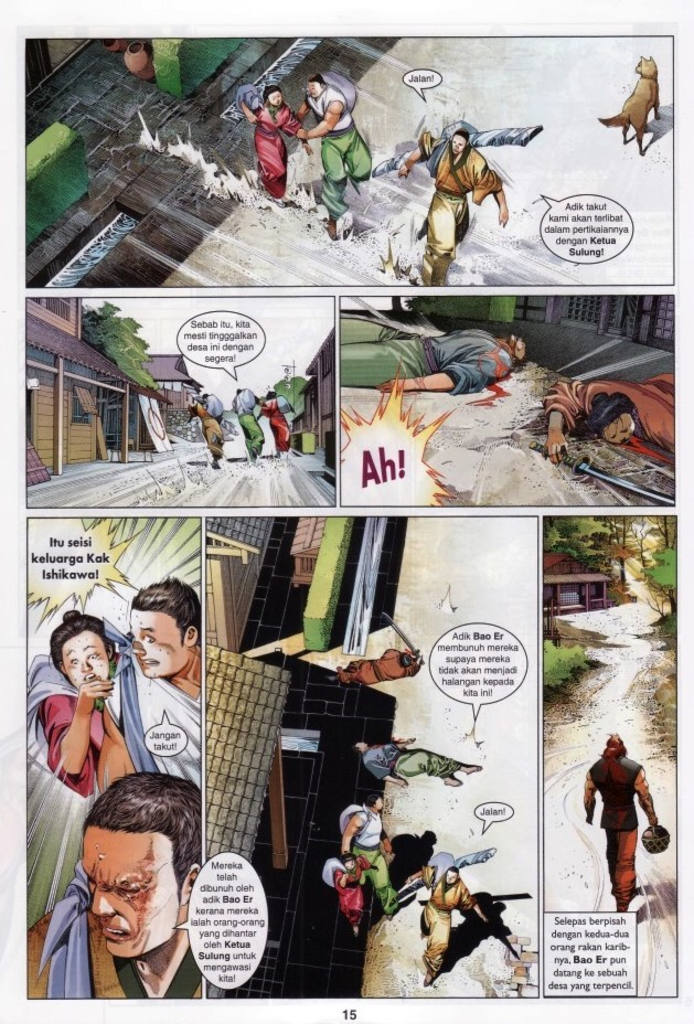 Jalan!
Adik takut
kami akan terlibat
dalam pertikaiannya
dengan Ketua
Sulung!
Sebab itu, kita
mesti tingggalkan
desa ini dengan
segera!
Ah!
Itu seisi
keluarga Kak
Ishikawa!
Jangan
takut!
Mereka
telah
dibunuh oleh
adik Bao Er
kerana mereka
ialah orang-orang
yang dihantar
oleh Ketua
Sulung untuk
mengawasi
kita!
Adik Bao Er
membunuh mereka
supaya mereka
tidak akan menjadi
halangan kepada
kita ini!
Jalan!
Selepas berpisah
dengan kedua-dua
orang rakan karib-
nya, Bao Er pun
datang ke sebuah
desa yang terpencil.
15